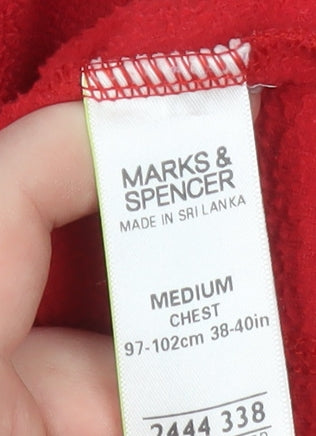 MARKS &
SPENCER
MADE IN SRI LANKA
MEDIUM
CHEST
97-102cm 38-40in
2444 338